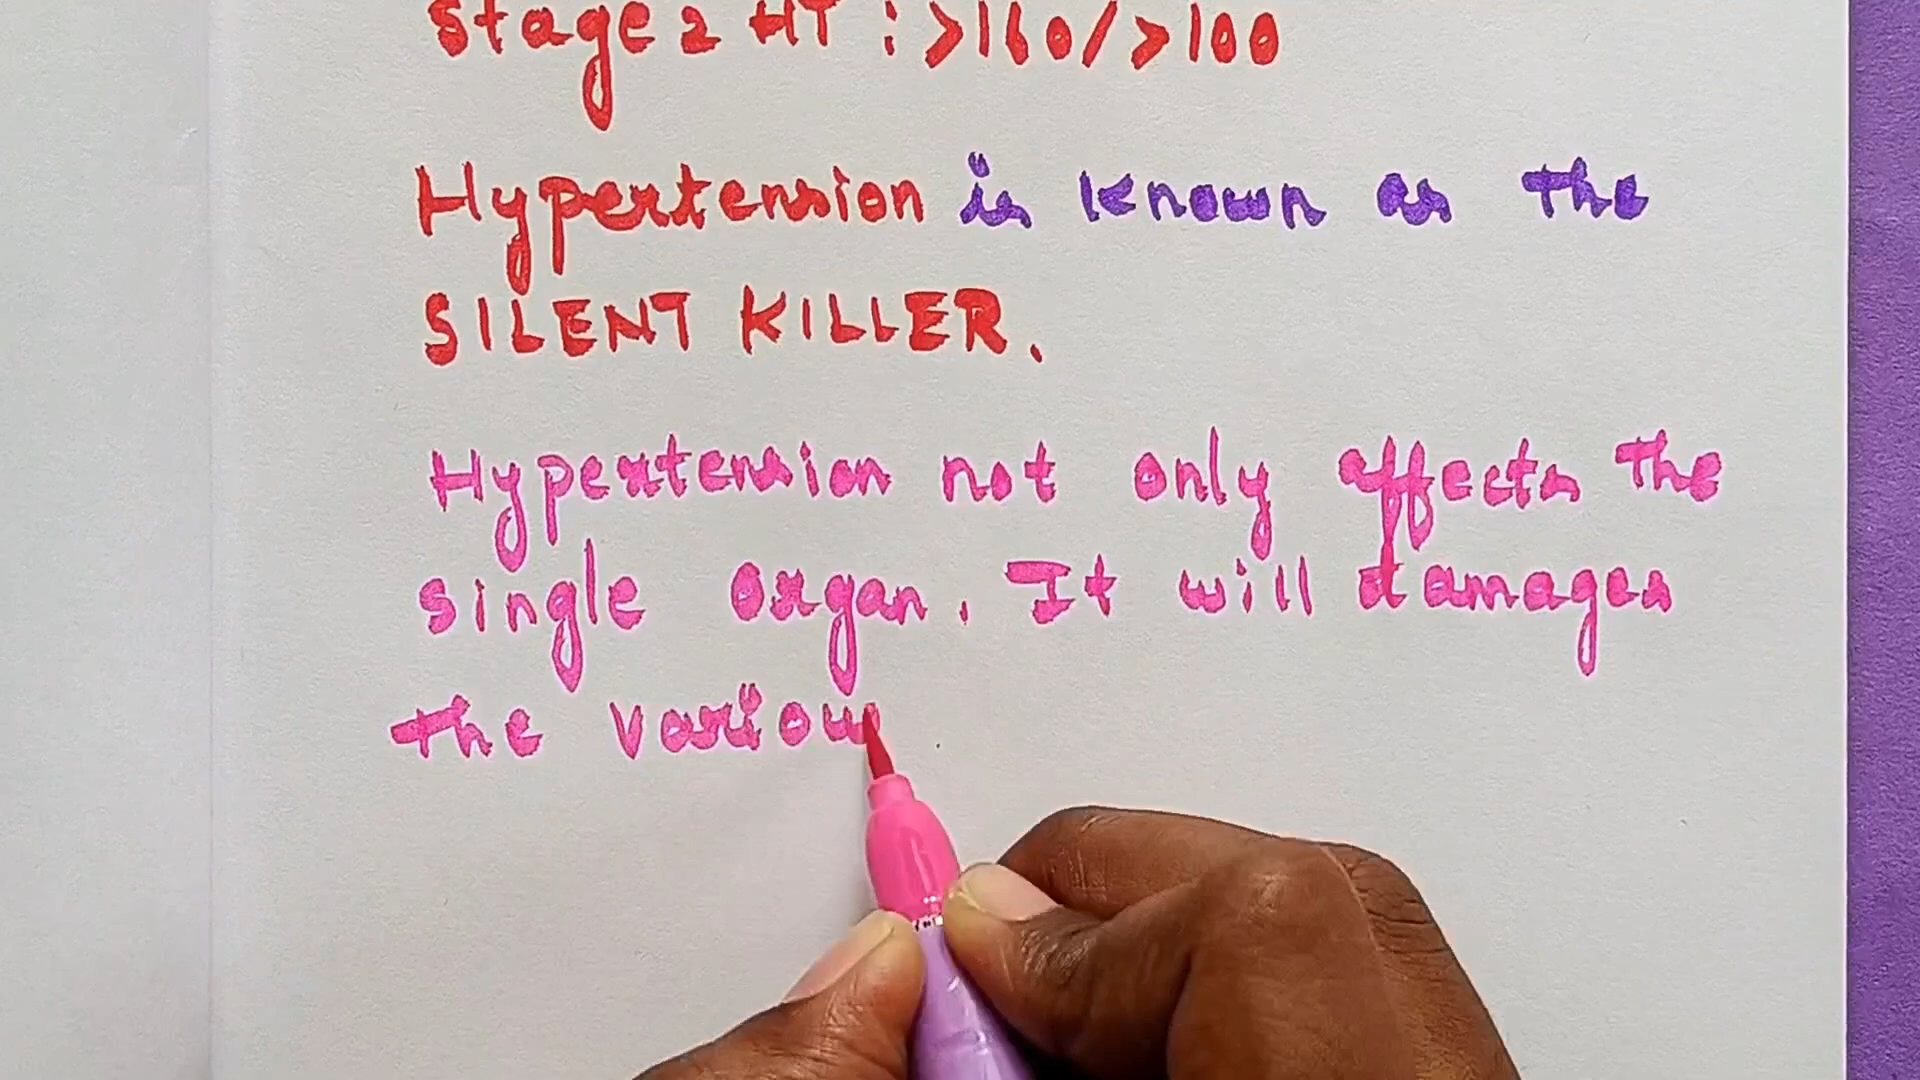 Stage 2 HT : >160/>100
Hypertension is known as the
SILENT KILLER.
Hypertension not only affects the
single organ. It will damages
the variou